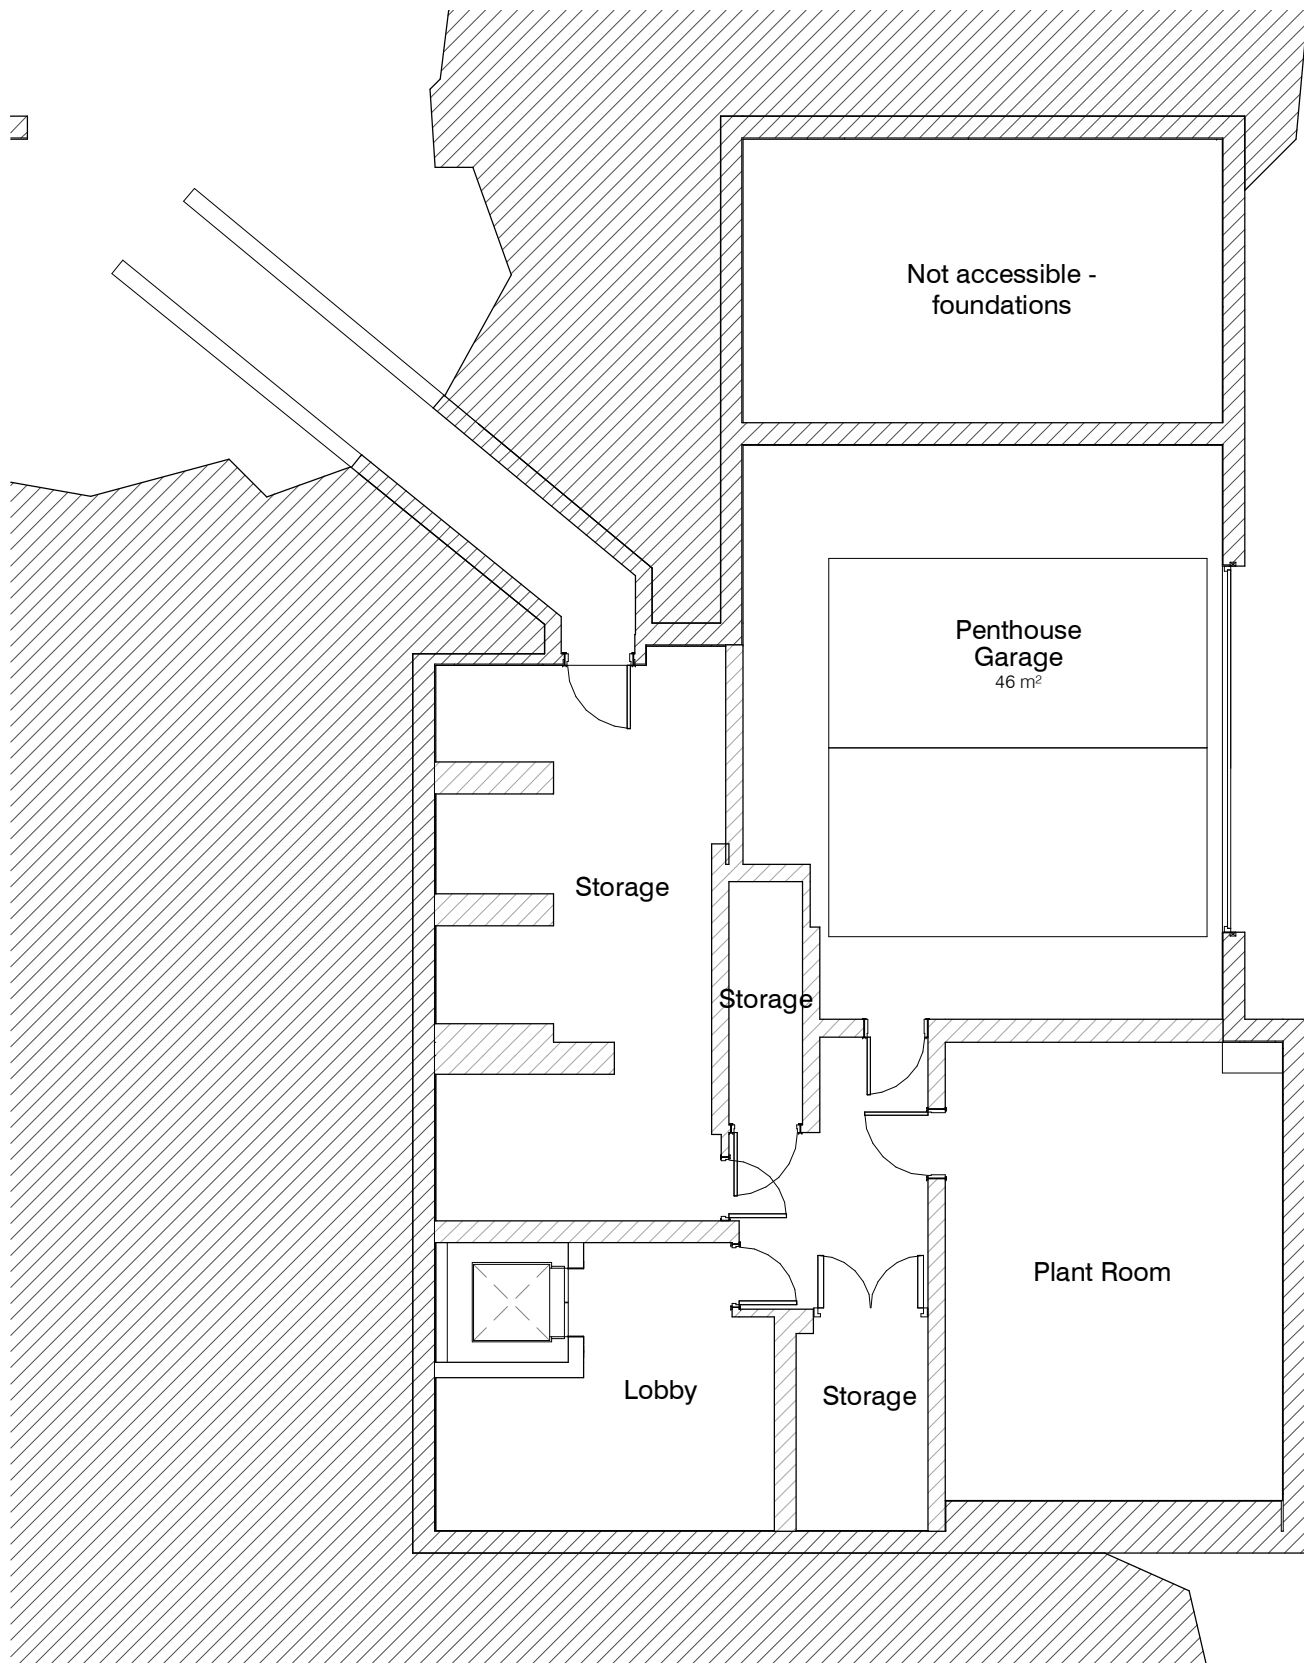 Not accessible -
foundations
Penthouse
Garage
46 m²
Storage
Storage
Plant Room
Lobby
Storage